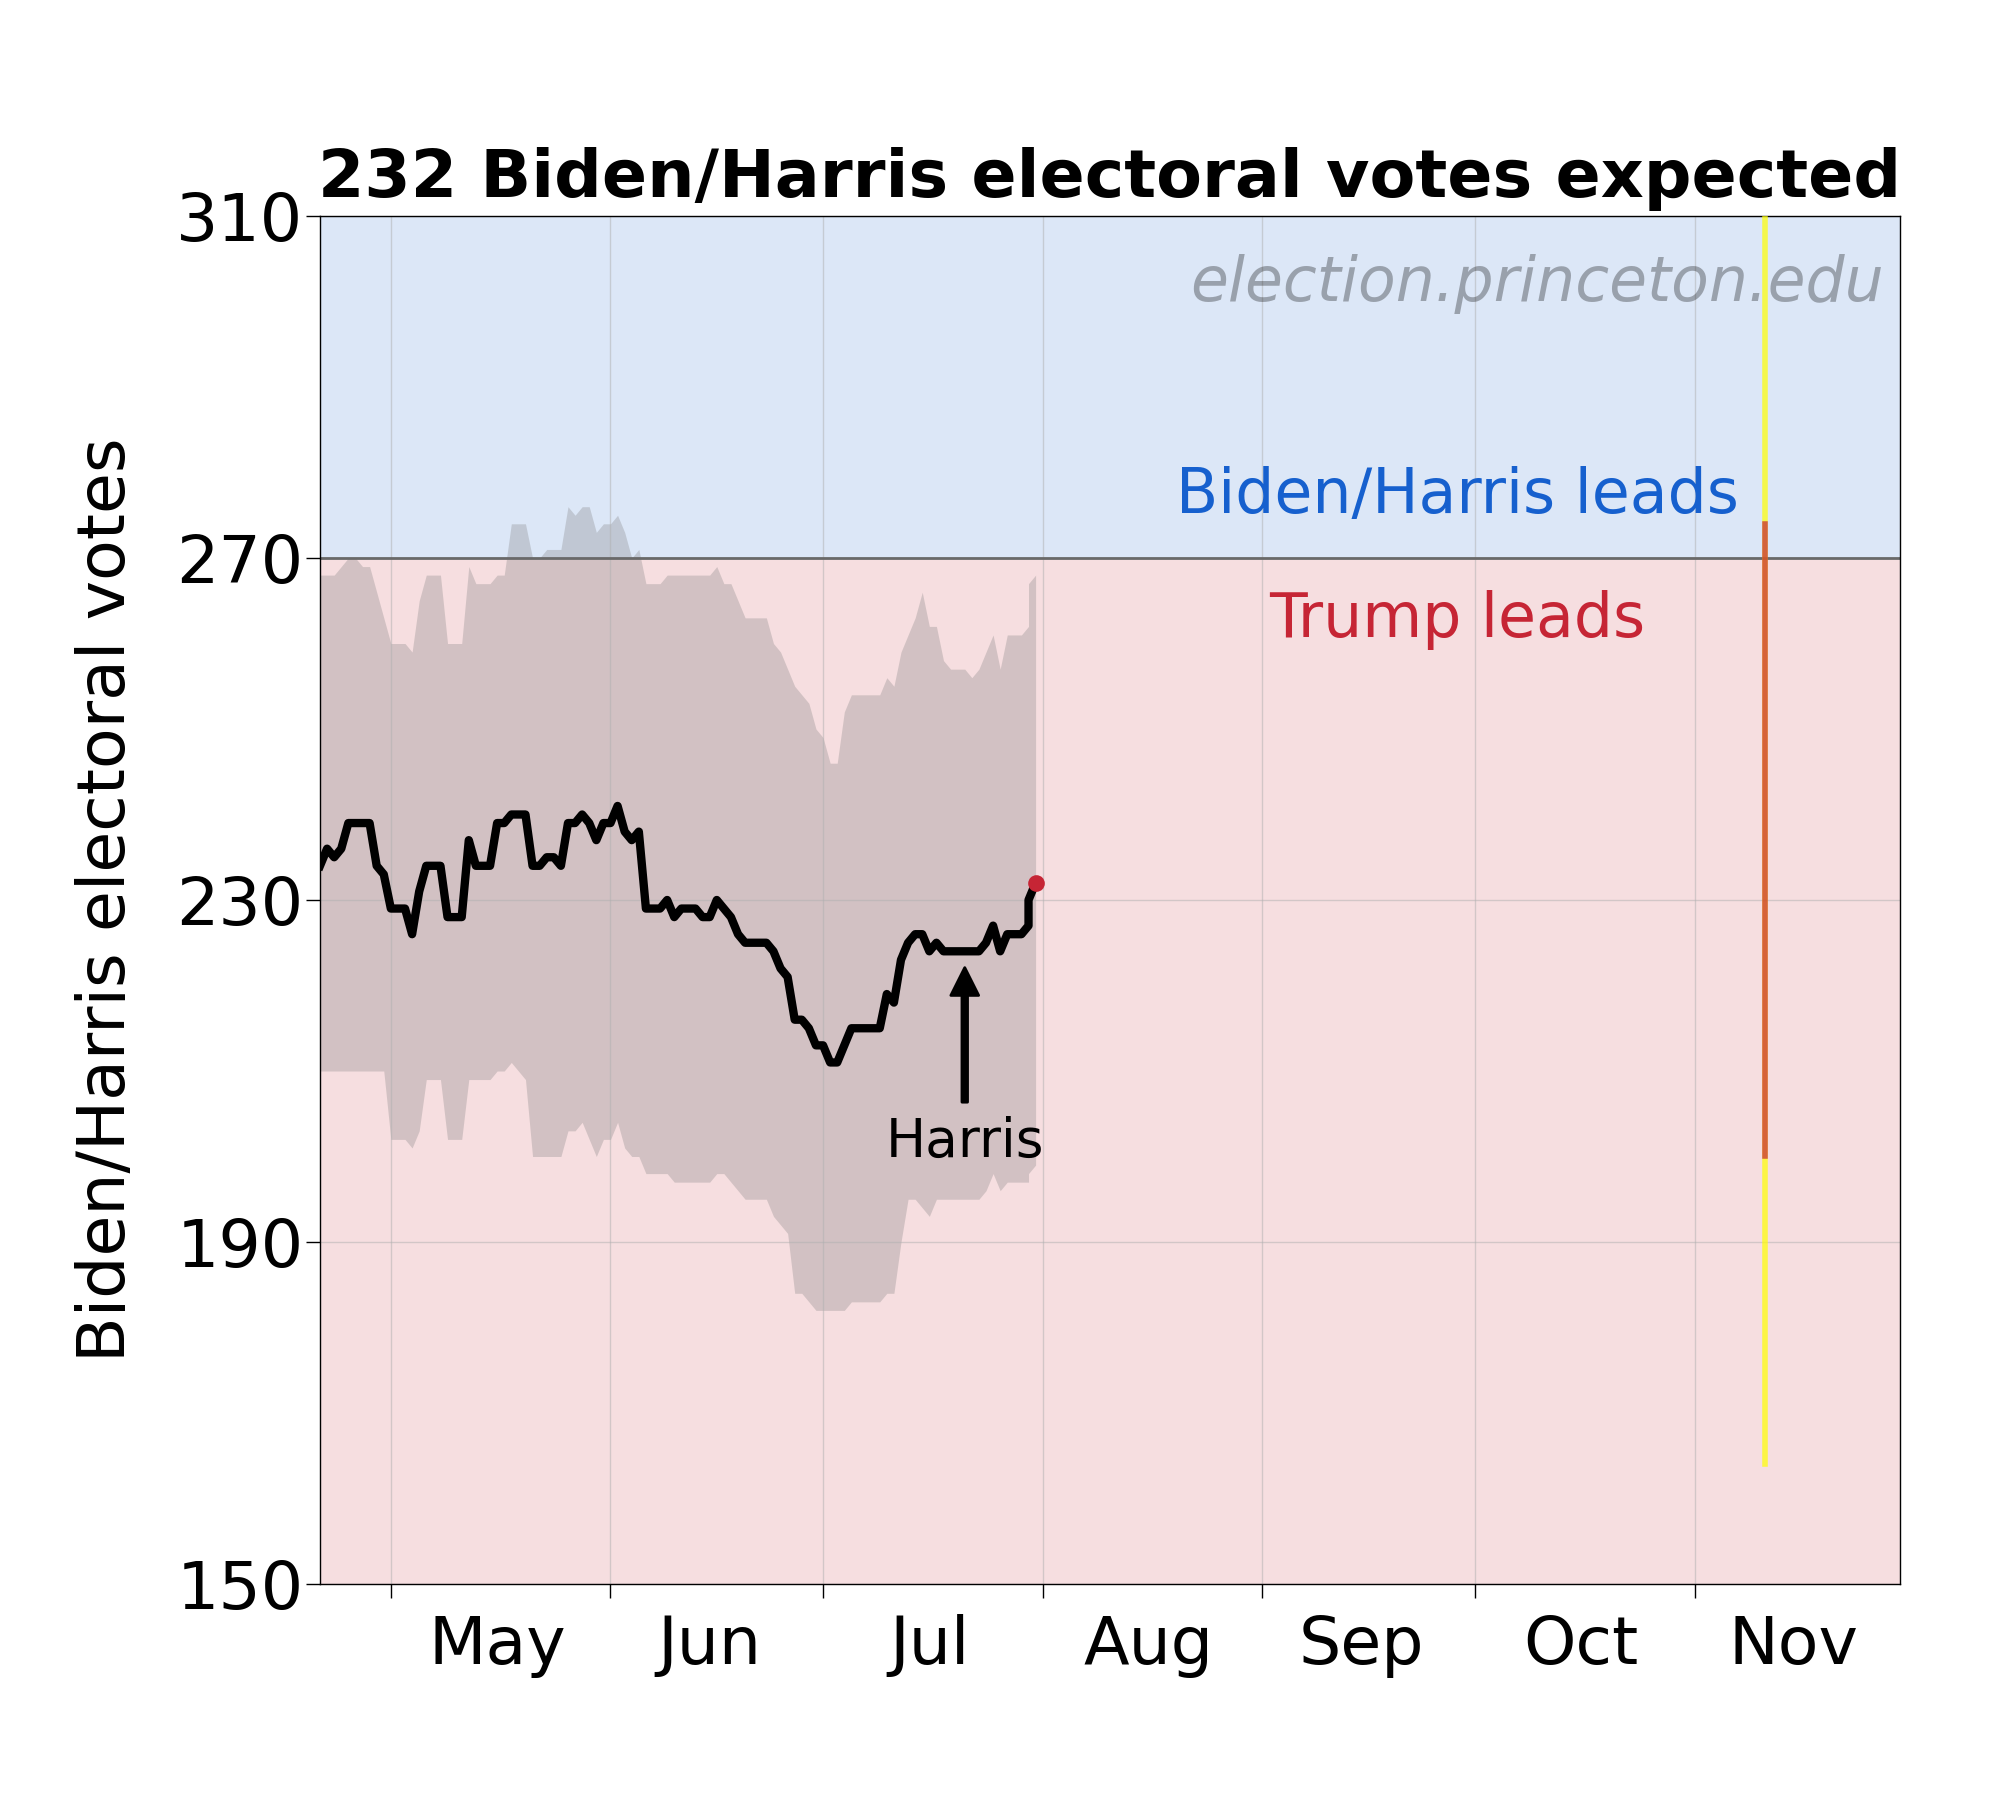 232 Biden/Harris electoral votes expected
310
election.princeton.edu
Biden/Harris leads
270
Trump leads
Biden/Harris electoral votes
230
Harris
190
150
May Jun Jul Aug Sep Oct Nov